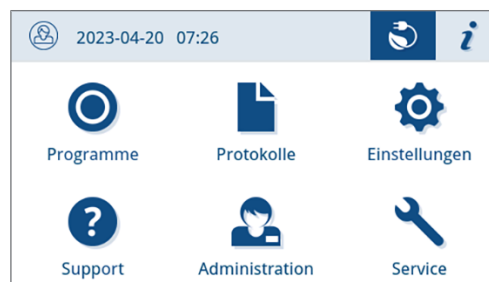 2023-04-20 07:26
i
Programme Protokolle Einstellungen
?
Support Administration Service